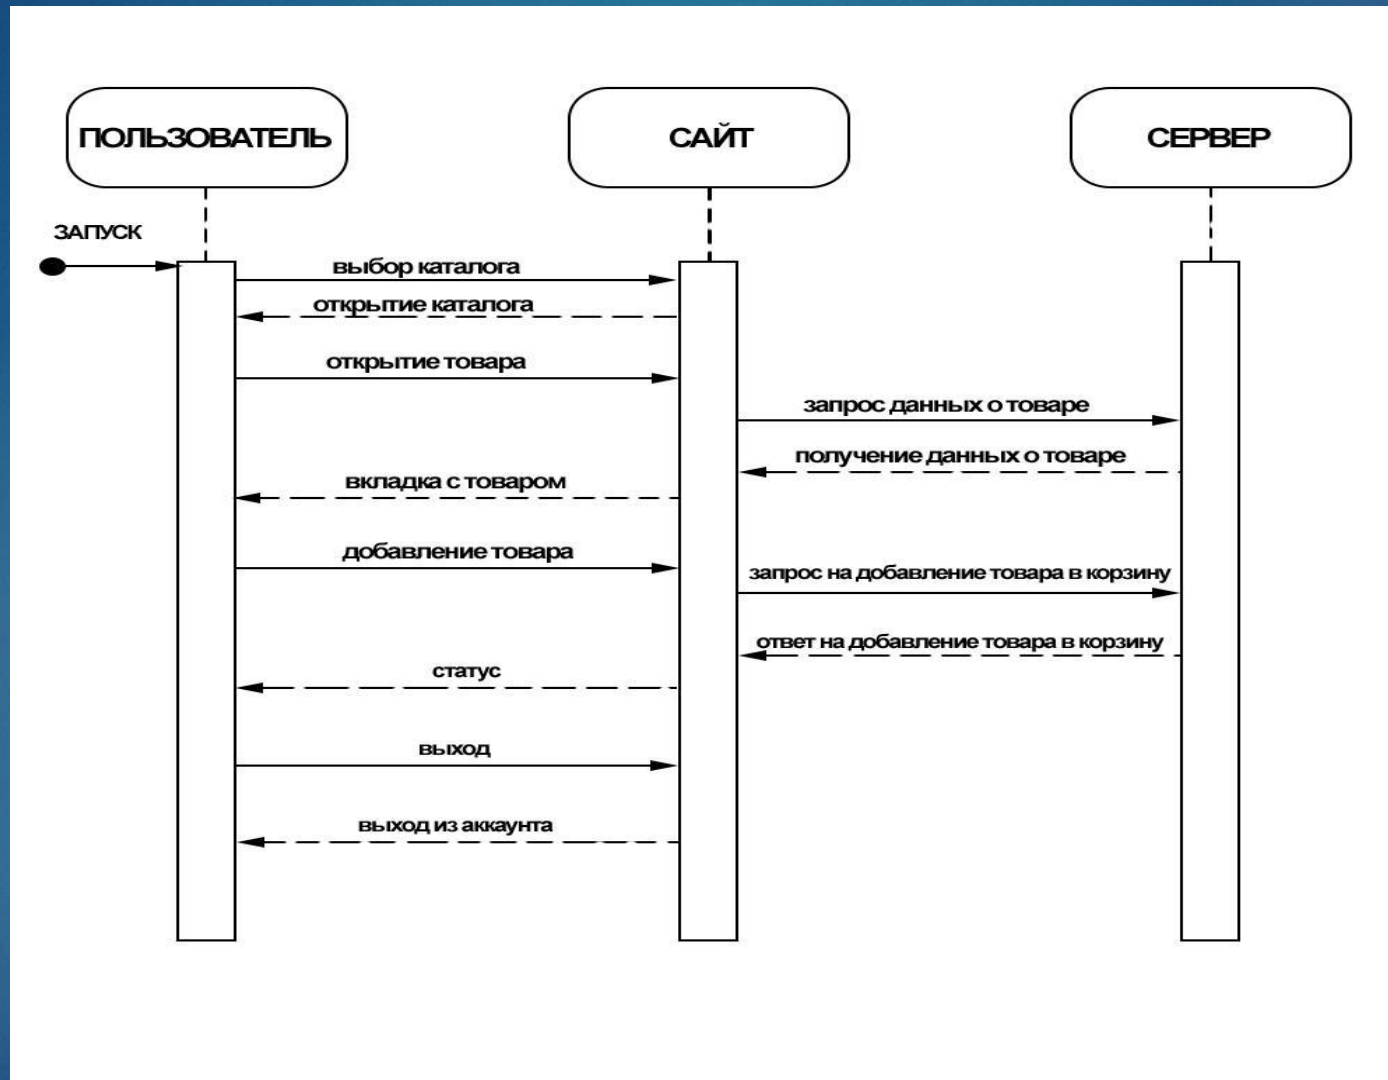 ПОЛЬЗОВАТЕЛЬ
САЙТ
СЕРВЕР
ЗАПУСК
выбор каталога
открытие каталога
открытие товара
запрос данных о товаре
получение данных о товаре
вкладка с товаром
добавление товара
запрос на добавление товара в корзину
ответ на добавление товара в корзину
статус
выход
выход из аккаунта